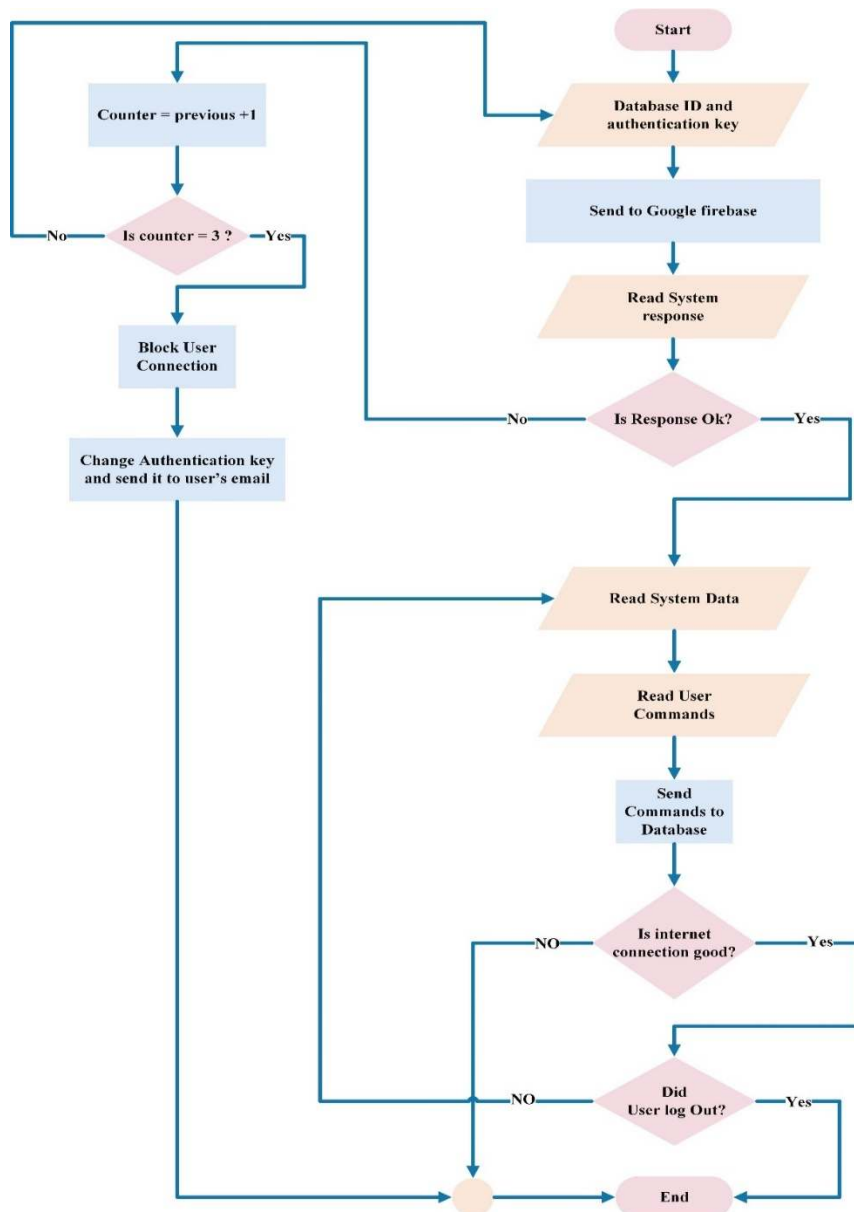 Start
Database ID and
authentication key
Counter = previous +1
Send to Google firebase
No
Is counter = 3 ?
Yes
Read System
response
Block User
Connection
No
Is Response Ok?
Yes
Change Authentication key
and send it to user's email
Read System Data
Read User
Commands
Send
Commands to
Database
NO
Is internet
connection good?
Yes
NO
Did
User log Out?
Yes
End